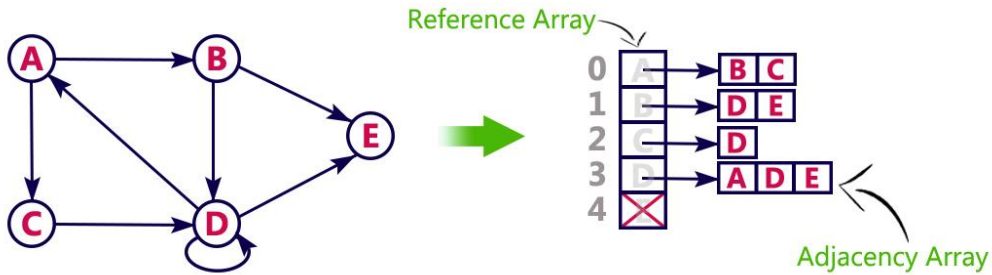 Reference Array
A B
C D
E
0 A B C
1 B D E
2 C D
3 D A D E
4
Adjacency Array